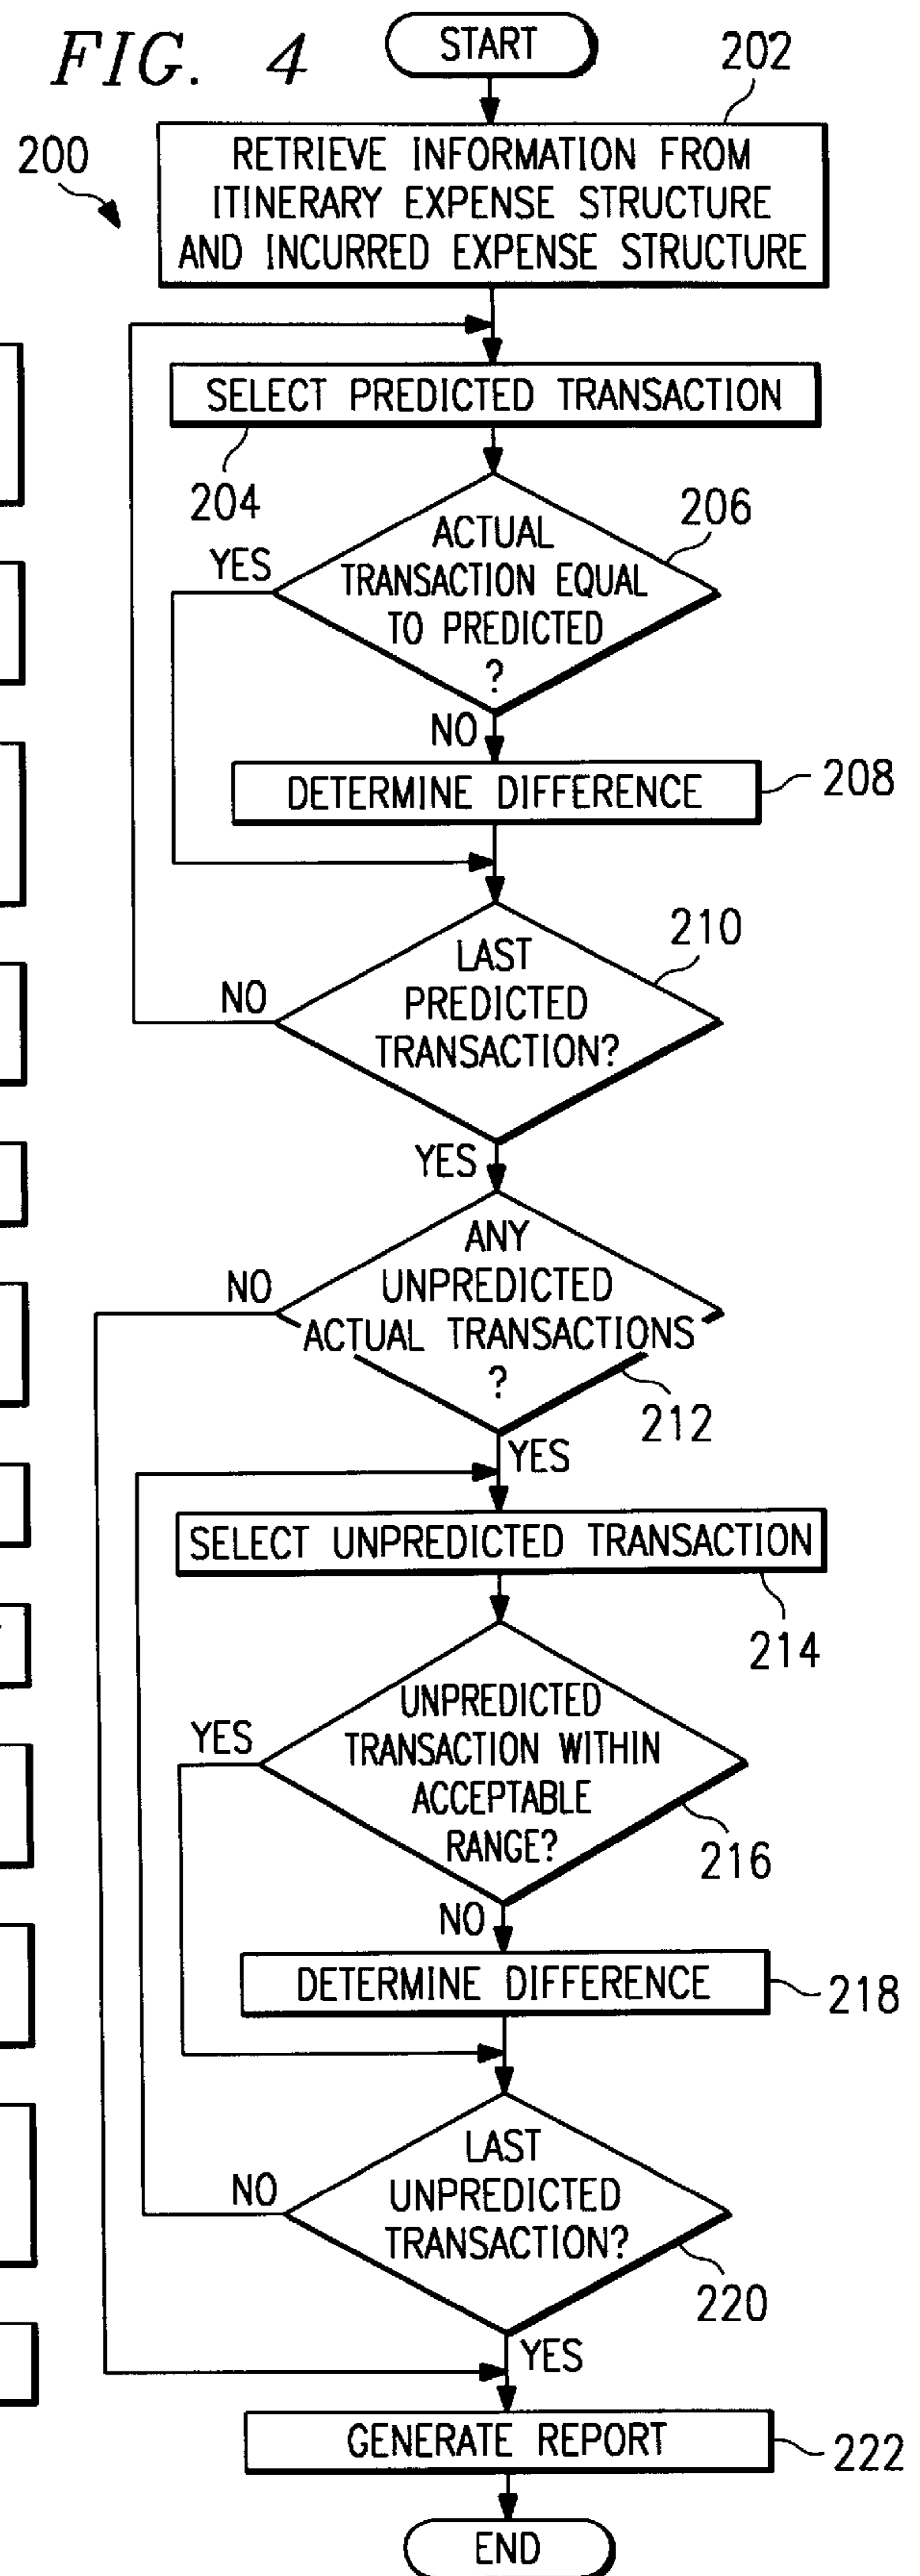 FIG. 4
START
202
200
RETRIEVE INFORMATION FROM
ITINERARY EXPENSE STRUCTURE
AND INCURRED EXPENSE STRUCTURE
SELECT PREDICTED TRANSACTION
204
206
YES
ACTUAL
TRANSACTION EQUAL
TO PREDICTED
?
NO
DETERMINE DIFFERENCE
208
210
NO
LAST
PREDICTED
TRANSACTION?
YES
NO
ANY
UNPREDICTED
ACTUAL TRANSACTIONS
?
212
YES
SELECT UNPREDICTED TRANSACTION
214
YES
UNPREDICTED
TRANSACTION WITHIN
ACCEPTABLE
RANGE?
216
NO
DETERMINE DIFFERENCE
218
NO
LAST
UNPREDICTED
TRANSACTION?
220
YES
GENERATE REPORT
222
END